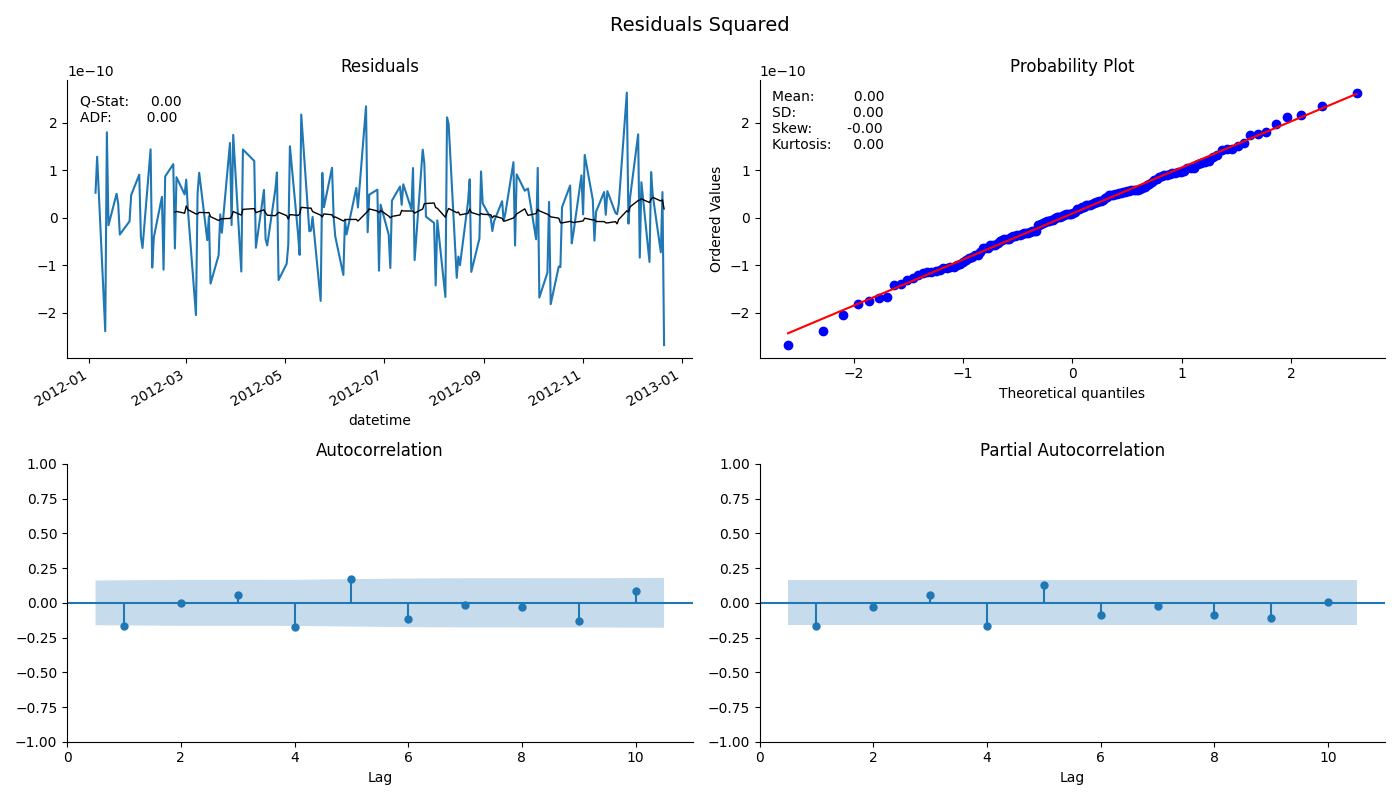 Residuals Squared
Residuals
1e−10
Q-Stat: 0.00
ADF: 0.00
2
1
0
−1
−2
2012-01
2012-03
2012-05
2012-07
2012-09
2012-11
2013-01
datetime
Probability Plot
1e−10
Mean: 0.00
SD: 0.00
Skew: -0.00
Kurtosis: 0.00
Ordered Values
2
1
0
−1
−2
−2
−1
0
1
2
Theoretical quantiles
Autocorrelation
1.00
0.75
0.50
0.25
0.00
−0.25
−0.50
−0.75
−1.00
0
2
4
6
8
10
Lag
Partial Autocorrelation
1.00
0.75
0.50
0.25
0.00
−0.25
−0.50
−0.75
−1.00
0
2
4
6
8
10
Lag